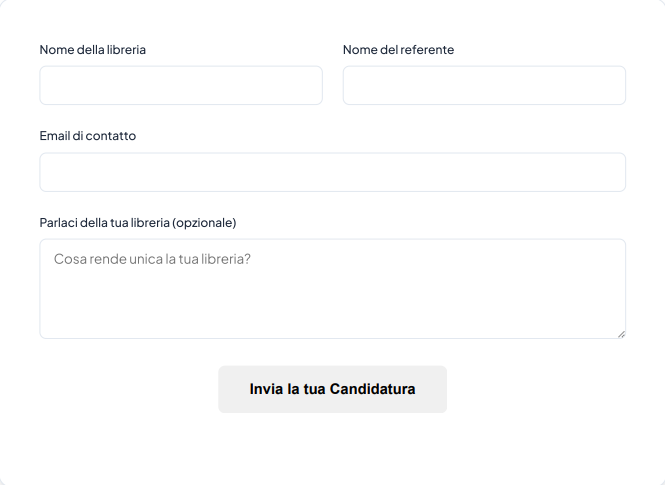 Nome della libreria
Nome del referente
Email di contatto
Parlaci della tua libreria (opzionale)
Cosa rende unica la tua libreria?
Invia la tua Candidatura